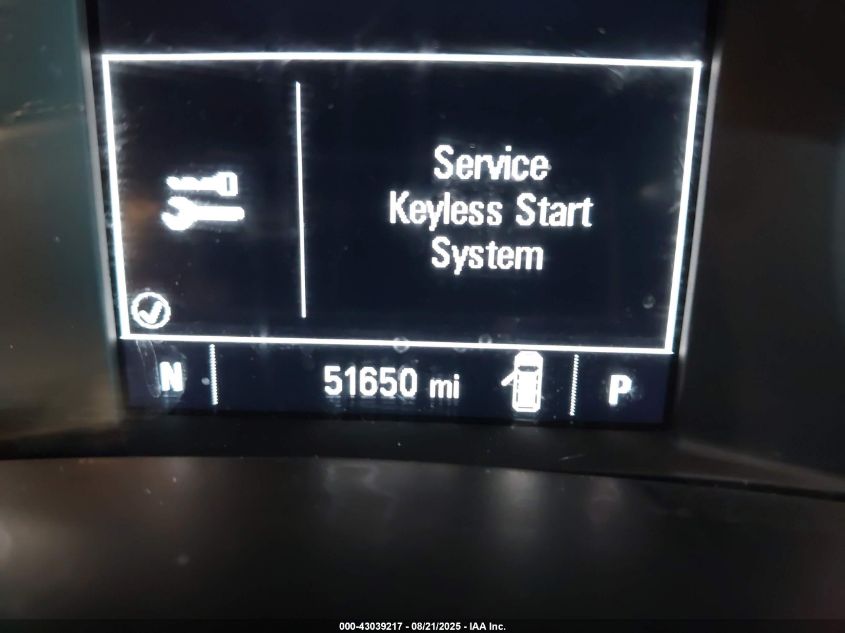 Service
Keyless Start
System
N 51650 mi P
000-43039217 - 08/21/2025 - IAA Inc.